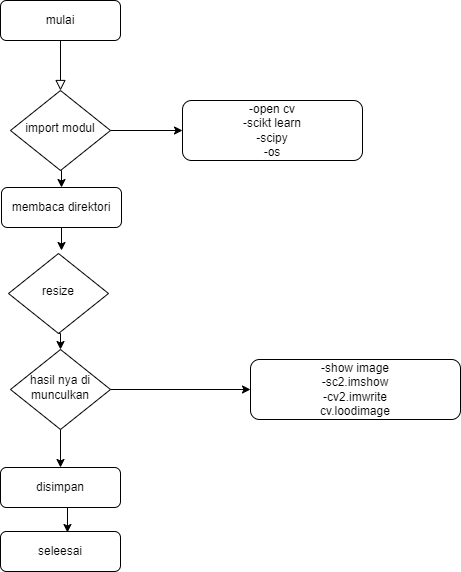 mulai
import modul
-open cv
-scikt learn
-scipy
-os
membaca direktori
resize
hasil nya di
munculkan
-show image
-sc2.imshow
-cv2.imwrite
cv.loodimage
disimpan
seleesai